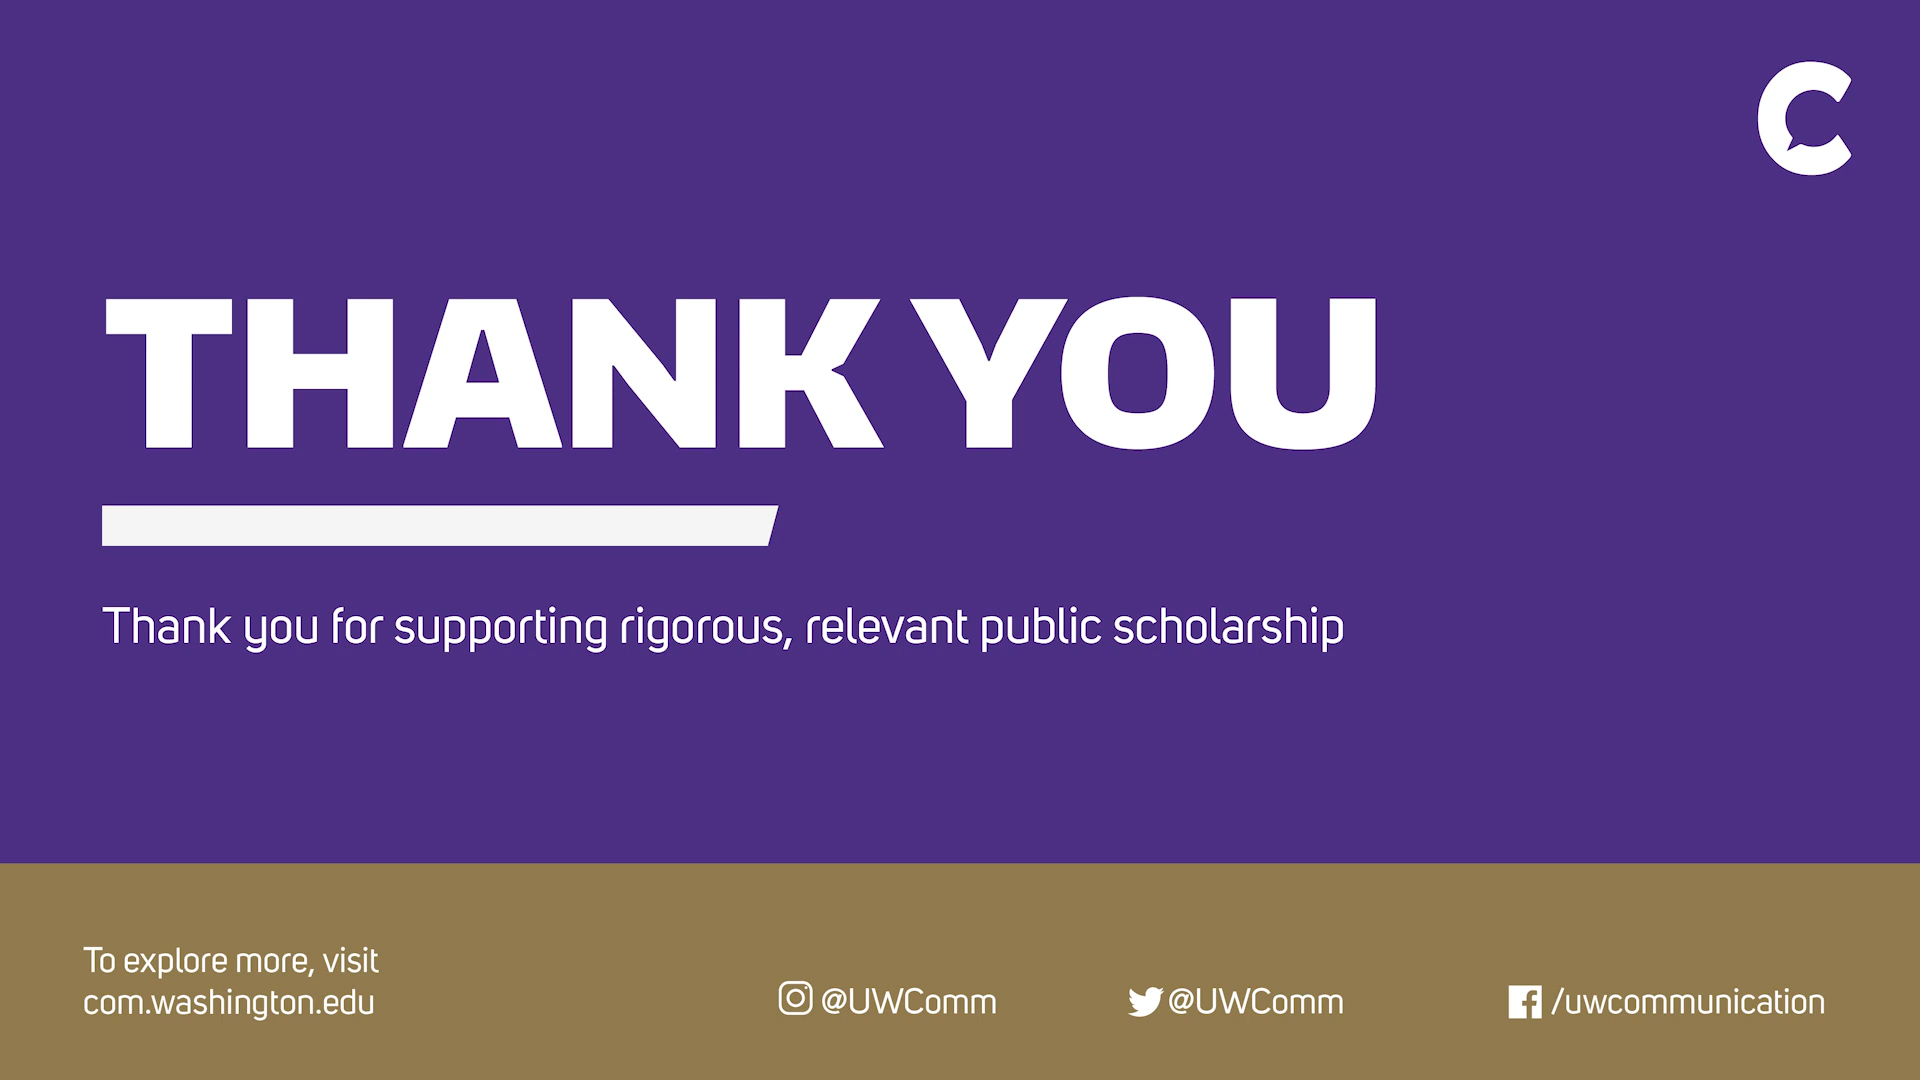 C
THANK YOU
Thank you for supporting rigorous, relevant public scholarship
To explore more, visit
com.washington.edu
@UWComm
@UWComm
/uwcommunication